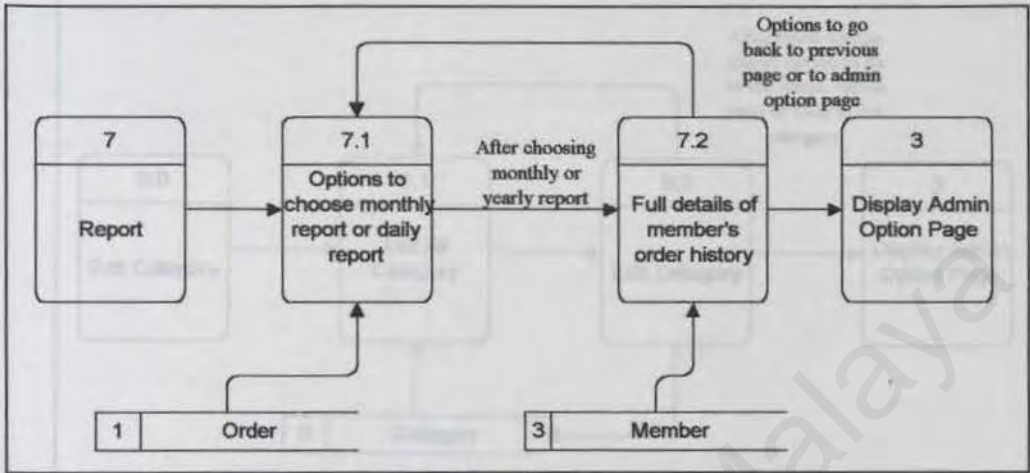 Options to go
back to previous
page or to admin
option page
7
Report
7.1
Options to
choose monthly
report or daily
report
After choosing
monthly or
yearly report
7.2
Full details of
member's
order history
3
Display Admin
Option Page
1 Order
3 Member
Malaya